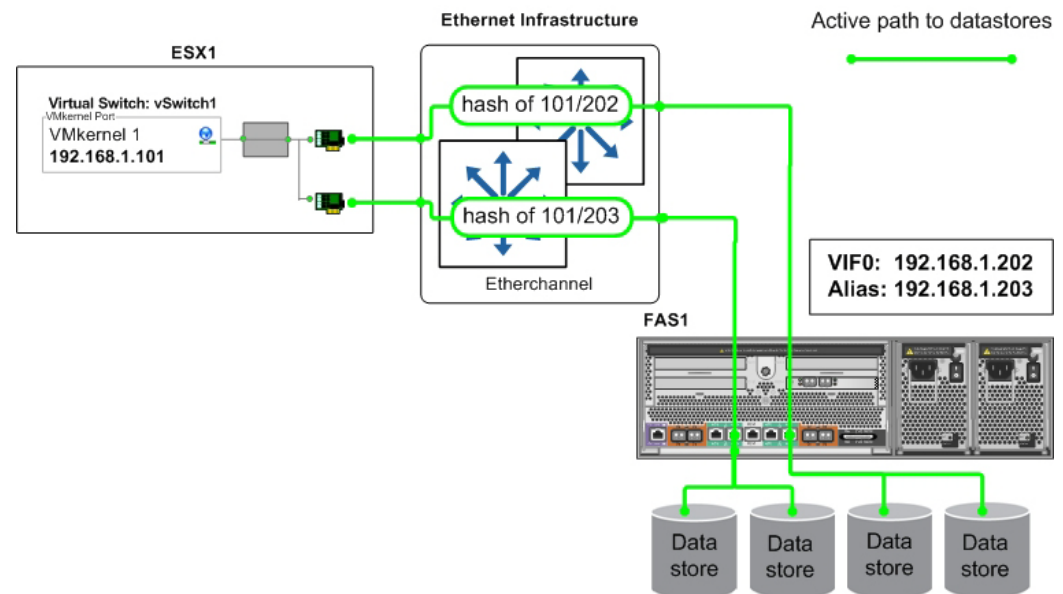 Ethernet Infrastructure
Active path to datastores
ESX1
Virtual Switch: vSwitch1
VMkernel Port
VMkernel 1
192.168.1.101
hash of 101/202
hash of 101/203
Etherchannel
VIF0: 192.168.1.202
Alias: 192.168.1.203
FAS1
Data
store
Data
store
Data
store
Data
store